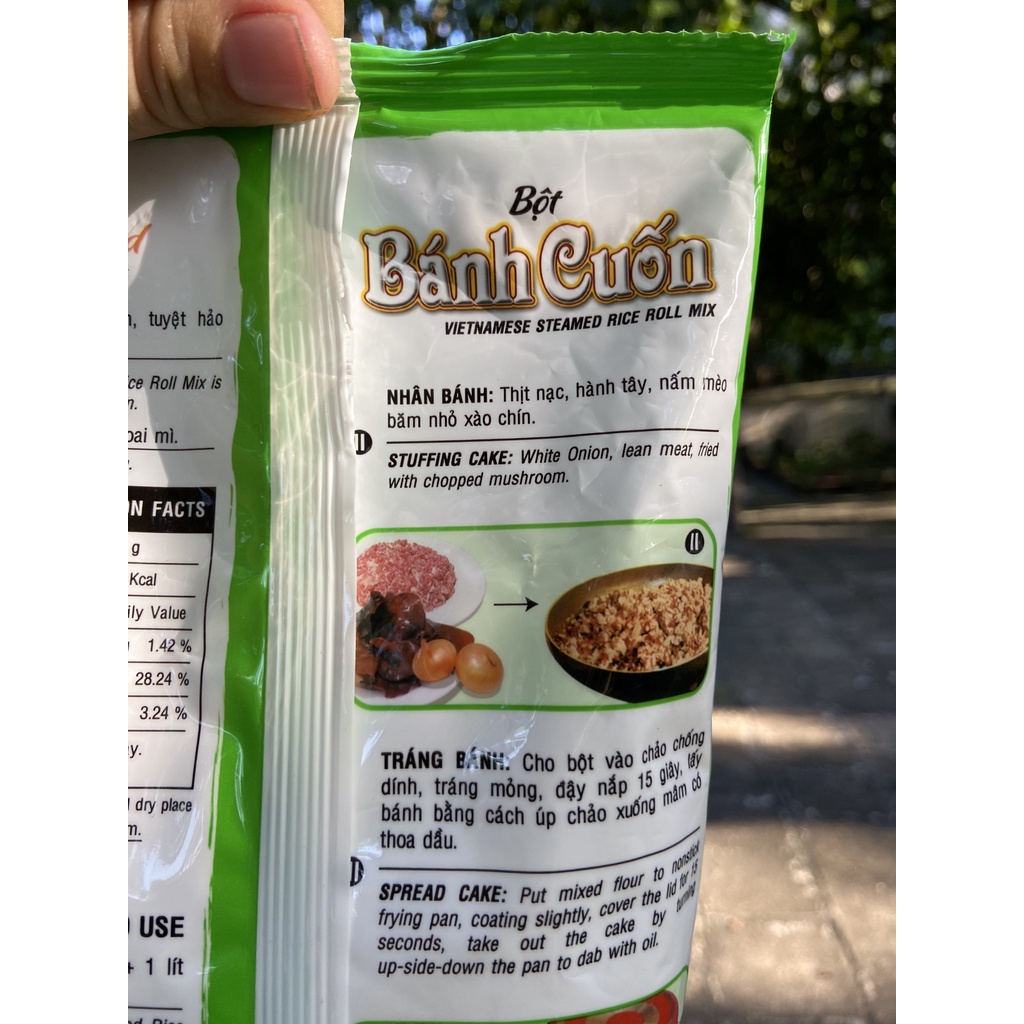 Bột
Bánh Cuốn
VIETNAMESE STEAMED RICE ROLL MIX
NHÂN BÁNH: Thịt nạc, hành tây, nấm mèo
băm nhỏ xào chín.
STUFFING CAKE: White Onion, lean meat, fried
with chopped mushroom.
II
TRÁNG BÁNH: Cho bột vào chảo chống
dính, tráng mỏng, đậy nắp 15 giây, lấy
bánh bằng cách úp chảo xuống mâm có
thoa dầu.
SPREAD CAKE: Put mixed flour to nonstick
frying pan, coating slightly, cover the lid for 15
seconds, take out the cake by turning
up-side-down the pan to dab with oil.
tuyệt hảo
Roll Mix is
mì.
FACTS
g
Kcal
Value
1.42 %
28.24 %
3.24 %
dry place
USE
+ 1 lít